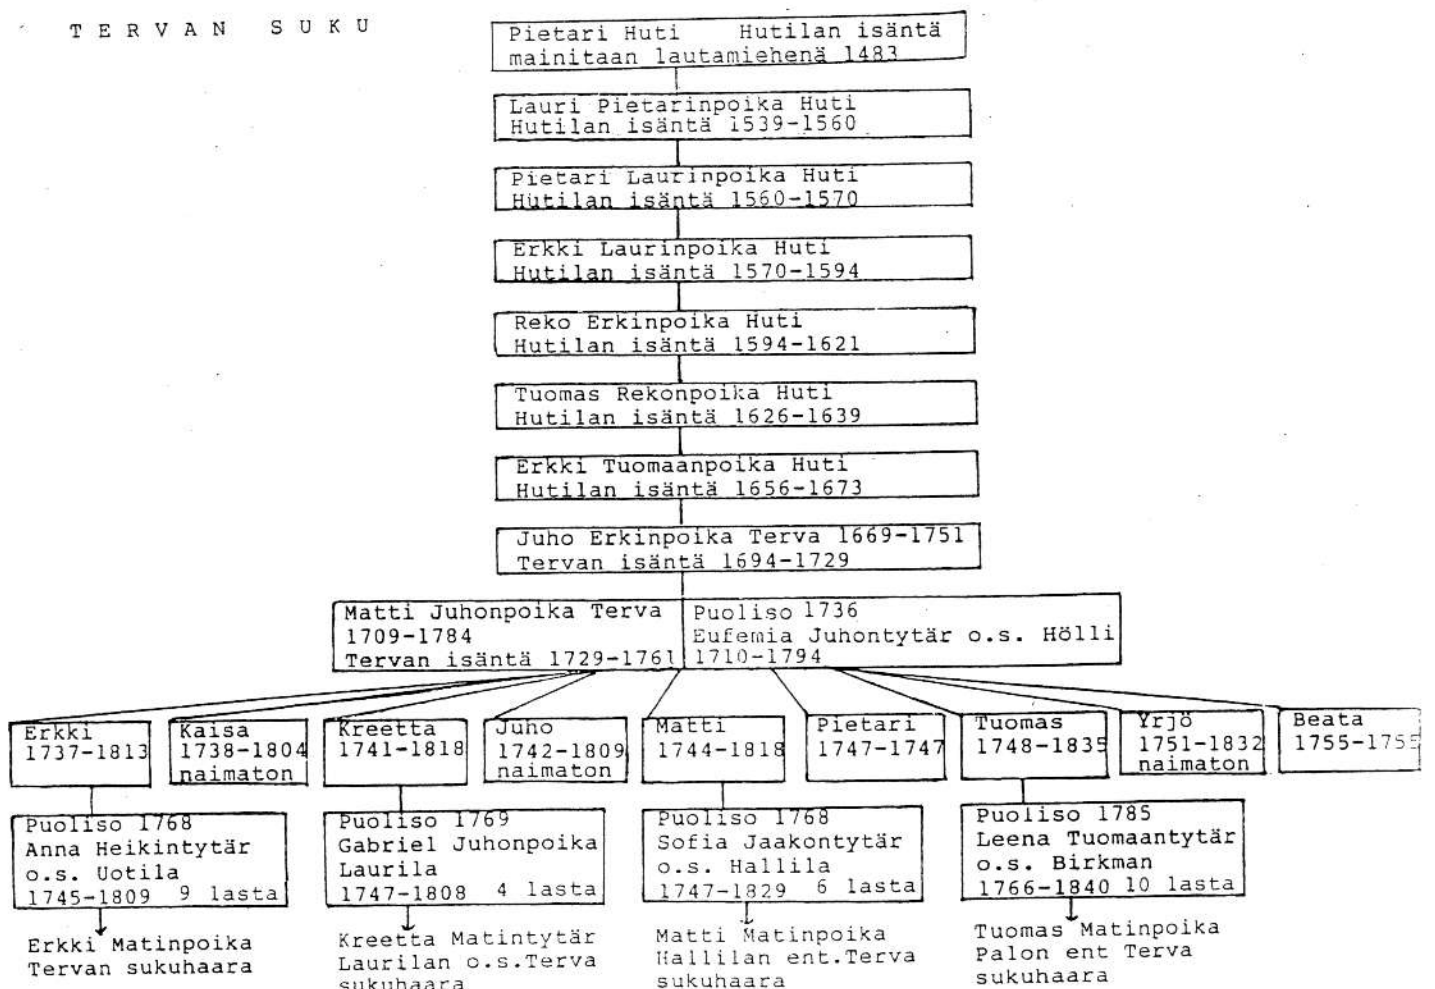 TERVAN SUKU
Pietari Huti Hutilan isäntä
mainitaan lautamiehenä 1483
Lauri Pietarinpoika Huti
Hutilan isäntä 1539-1560
Pietari Laurinpoika Huti
Hutilan isäntä 1560-1570
Erkki Laurinpoika Huti
Hutilan isäntä 1570-1594
Reko Erkinpoika Huti
Hutilan isäntä 1594-1621
Tuomas Rekonpoika Huti
Hutilan isäntä 1626-1639
Erkki Tuomaanpoika Huti
Hutilan isäntä 1656-1673
Juho Erkinpoika Terva 1669-1751
Tervan isäntä 1694-1729
Matti Juhonpoika Terva
1709-1784
Tervan isäntä 1729-1761
Puoliso 1736
Eufemia Juhontytär o.s. Hölli
1710-1794
Erkki
1737-1813
Kaisa
1738-1804
naimaton
Kreetta
1741-1818
Juho
1742-1809
naimaton
Matti
1744-1818
Pietari
1747-1747
Tuomas
1748-1835
Yrjö
1751-1832
naimaton
Beata
1755-1755
Puoliso 1768
Anna Heikintytär
o.s. Uotila
1745-1809 9 lasta
Puoliso 1769
Gabriel Juhonpoika
Laurila
1747-1808 4 lasta
Puoliso 1768
Sofia Jaakontytär
o.s. Hallila
1747-1829 6 lasta
Puoliso 1785
Leena Tuomaantytär
o.s. Birkman
1766-1840 10 lasta
Erkki Matinpoika
Tervan sukuhaara
Kreetta Matintytär
Laurilan o.s.Terva
sukuhaara
Matti Matinpoika
Hallilan ent.Terva
sukuhaara
Tuomas Matinpoika
Palon ent Terva
sukuhaara